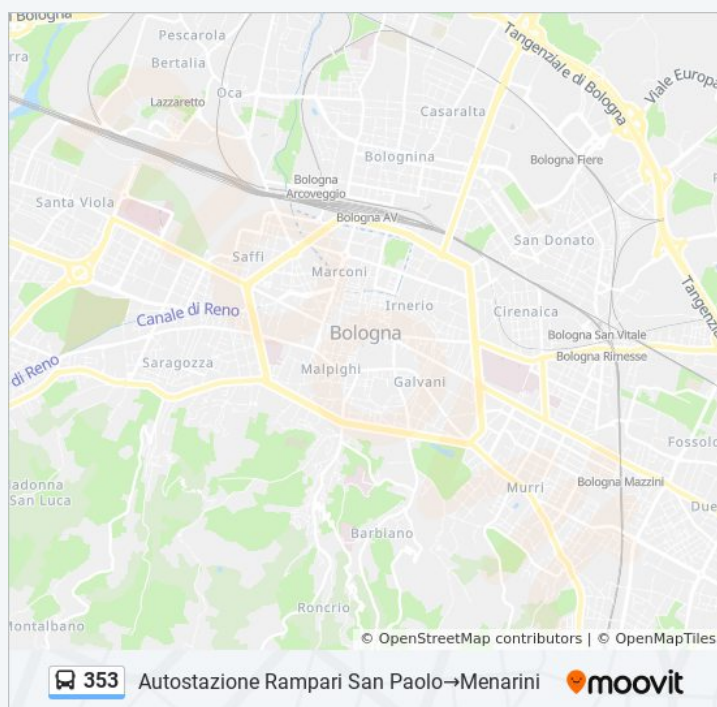 i Bologna
Pescarola
Bertalia
Tangenziale di Bologna
Viale Europa
Lazzaretto
Oca
Casaralta
Bolognina
Bologna Fiere
Bologna
Arcoveggio
Santa Viola
Bologna AV
San Donato
Saffi
Marconi
Tangenz
Canale di Reno
Irnerio
Cirenaica
Bologna
Bologna San Vitale
Bologna Rimesse
di Reno
Saragozza
Malpighi
Galvani
Fossolo
Madonna
San Luca
Murri
Bologna Mazzini
Due
Barbiano
Roncrio
Montalbano
© OpenStreetMap contributors | © OpenMapTiles
353 Autostazione Rampari San Paolo→Menarini moovit